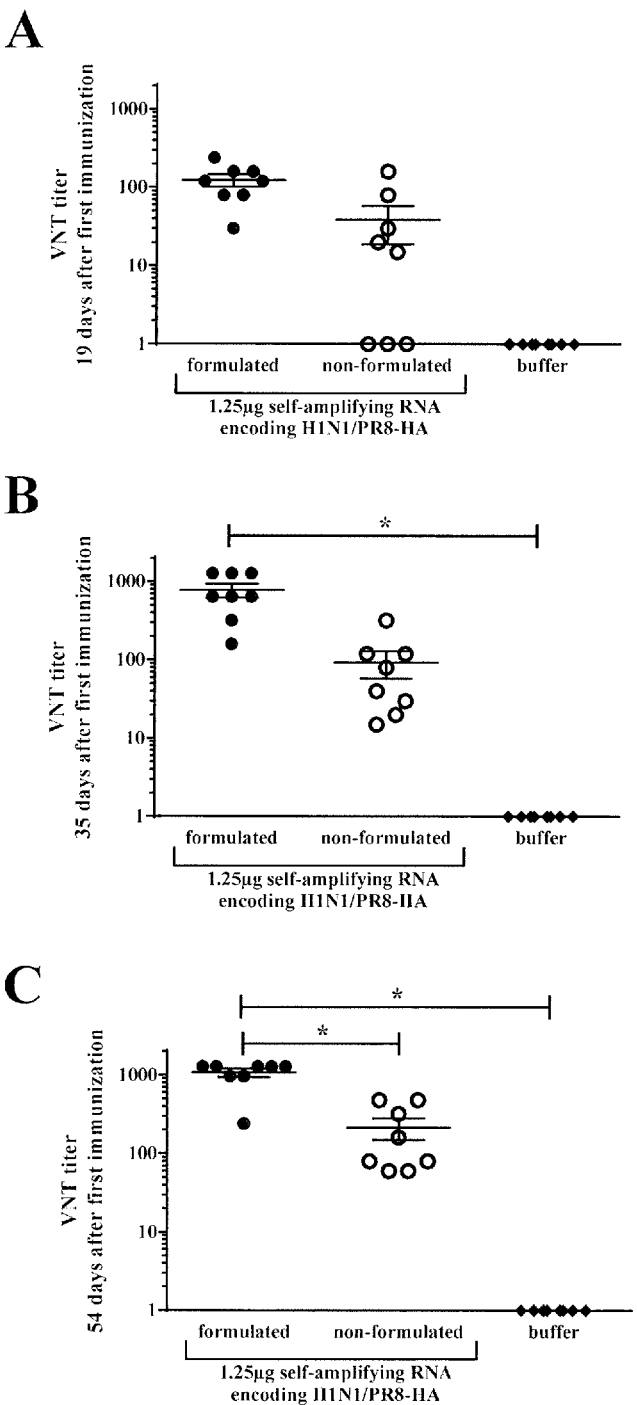 A
VNT titer
19 days after first immunization
1000
100
10
1
formulated non-formulated buffer
1.25µg self-amplifying RNA
encoding H1N1/PR8-HA
B
*
VNT titer
35 days after first immunization
1000
100
10
1
formulated non-formulated buffer
1.25µg self-amplifying RNA
encoding H1N1/PR8-HA
C
*
*
VNT titer
54 days after first immunization
1000
100
10
1
formulated non-formulated buffer
1.25µg self-amplifying RNA
encoding H1N1/PR8-HA